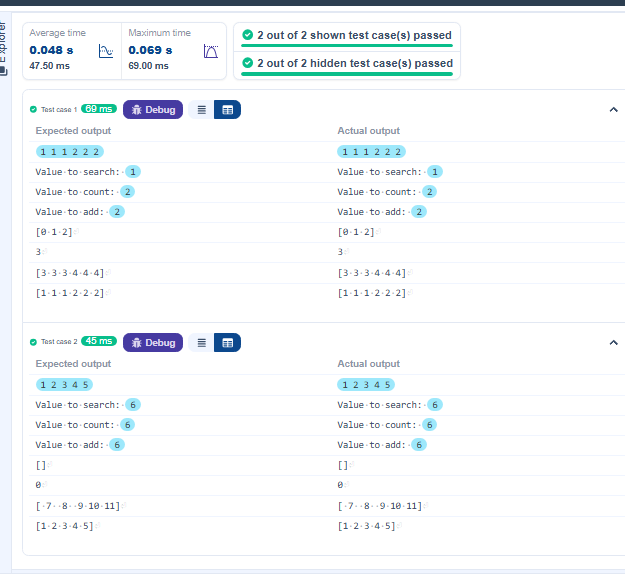 Explorer
Average time
0.048 s
47.50 ms
Maximum time
0.069 s
69.00 ms
2 out of 2 shown test case(s) passed
2 out of 2 hidden test case(s) passed
Test case 1 69 ms Debug
Expected output Actual output
1 1 1 2 2 2 1 1 1 2 2 2
Value·to·search:·1 Value·to·search:·1
Value·to·count:·2 Value·to·count:·2
Value·to·add:·2 Value·to·add:·2
[0·1·2] [0·1·2]
3 3
[3·3·3·4·4·4] [3·3·3·4·4·4]
[1·1·1·2·2·2] [1·1·1·2·2·2]
Test case 2 45 ms Debug
Expected output Actual output
1 2 3 4 5 1 2 3 4 5
Value·to·search:·6 Value·to·search:·6
Value·to·count:·6 Value·to·count:·6
Value·to·add:·6 Value·to·add:·6
[] []
0 0
[·7··8··9·10·11] [·7··8··9·10·11]
[1·2·3·4·5] [1·2·3·4·5]